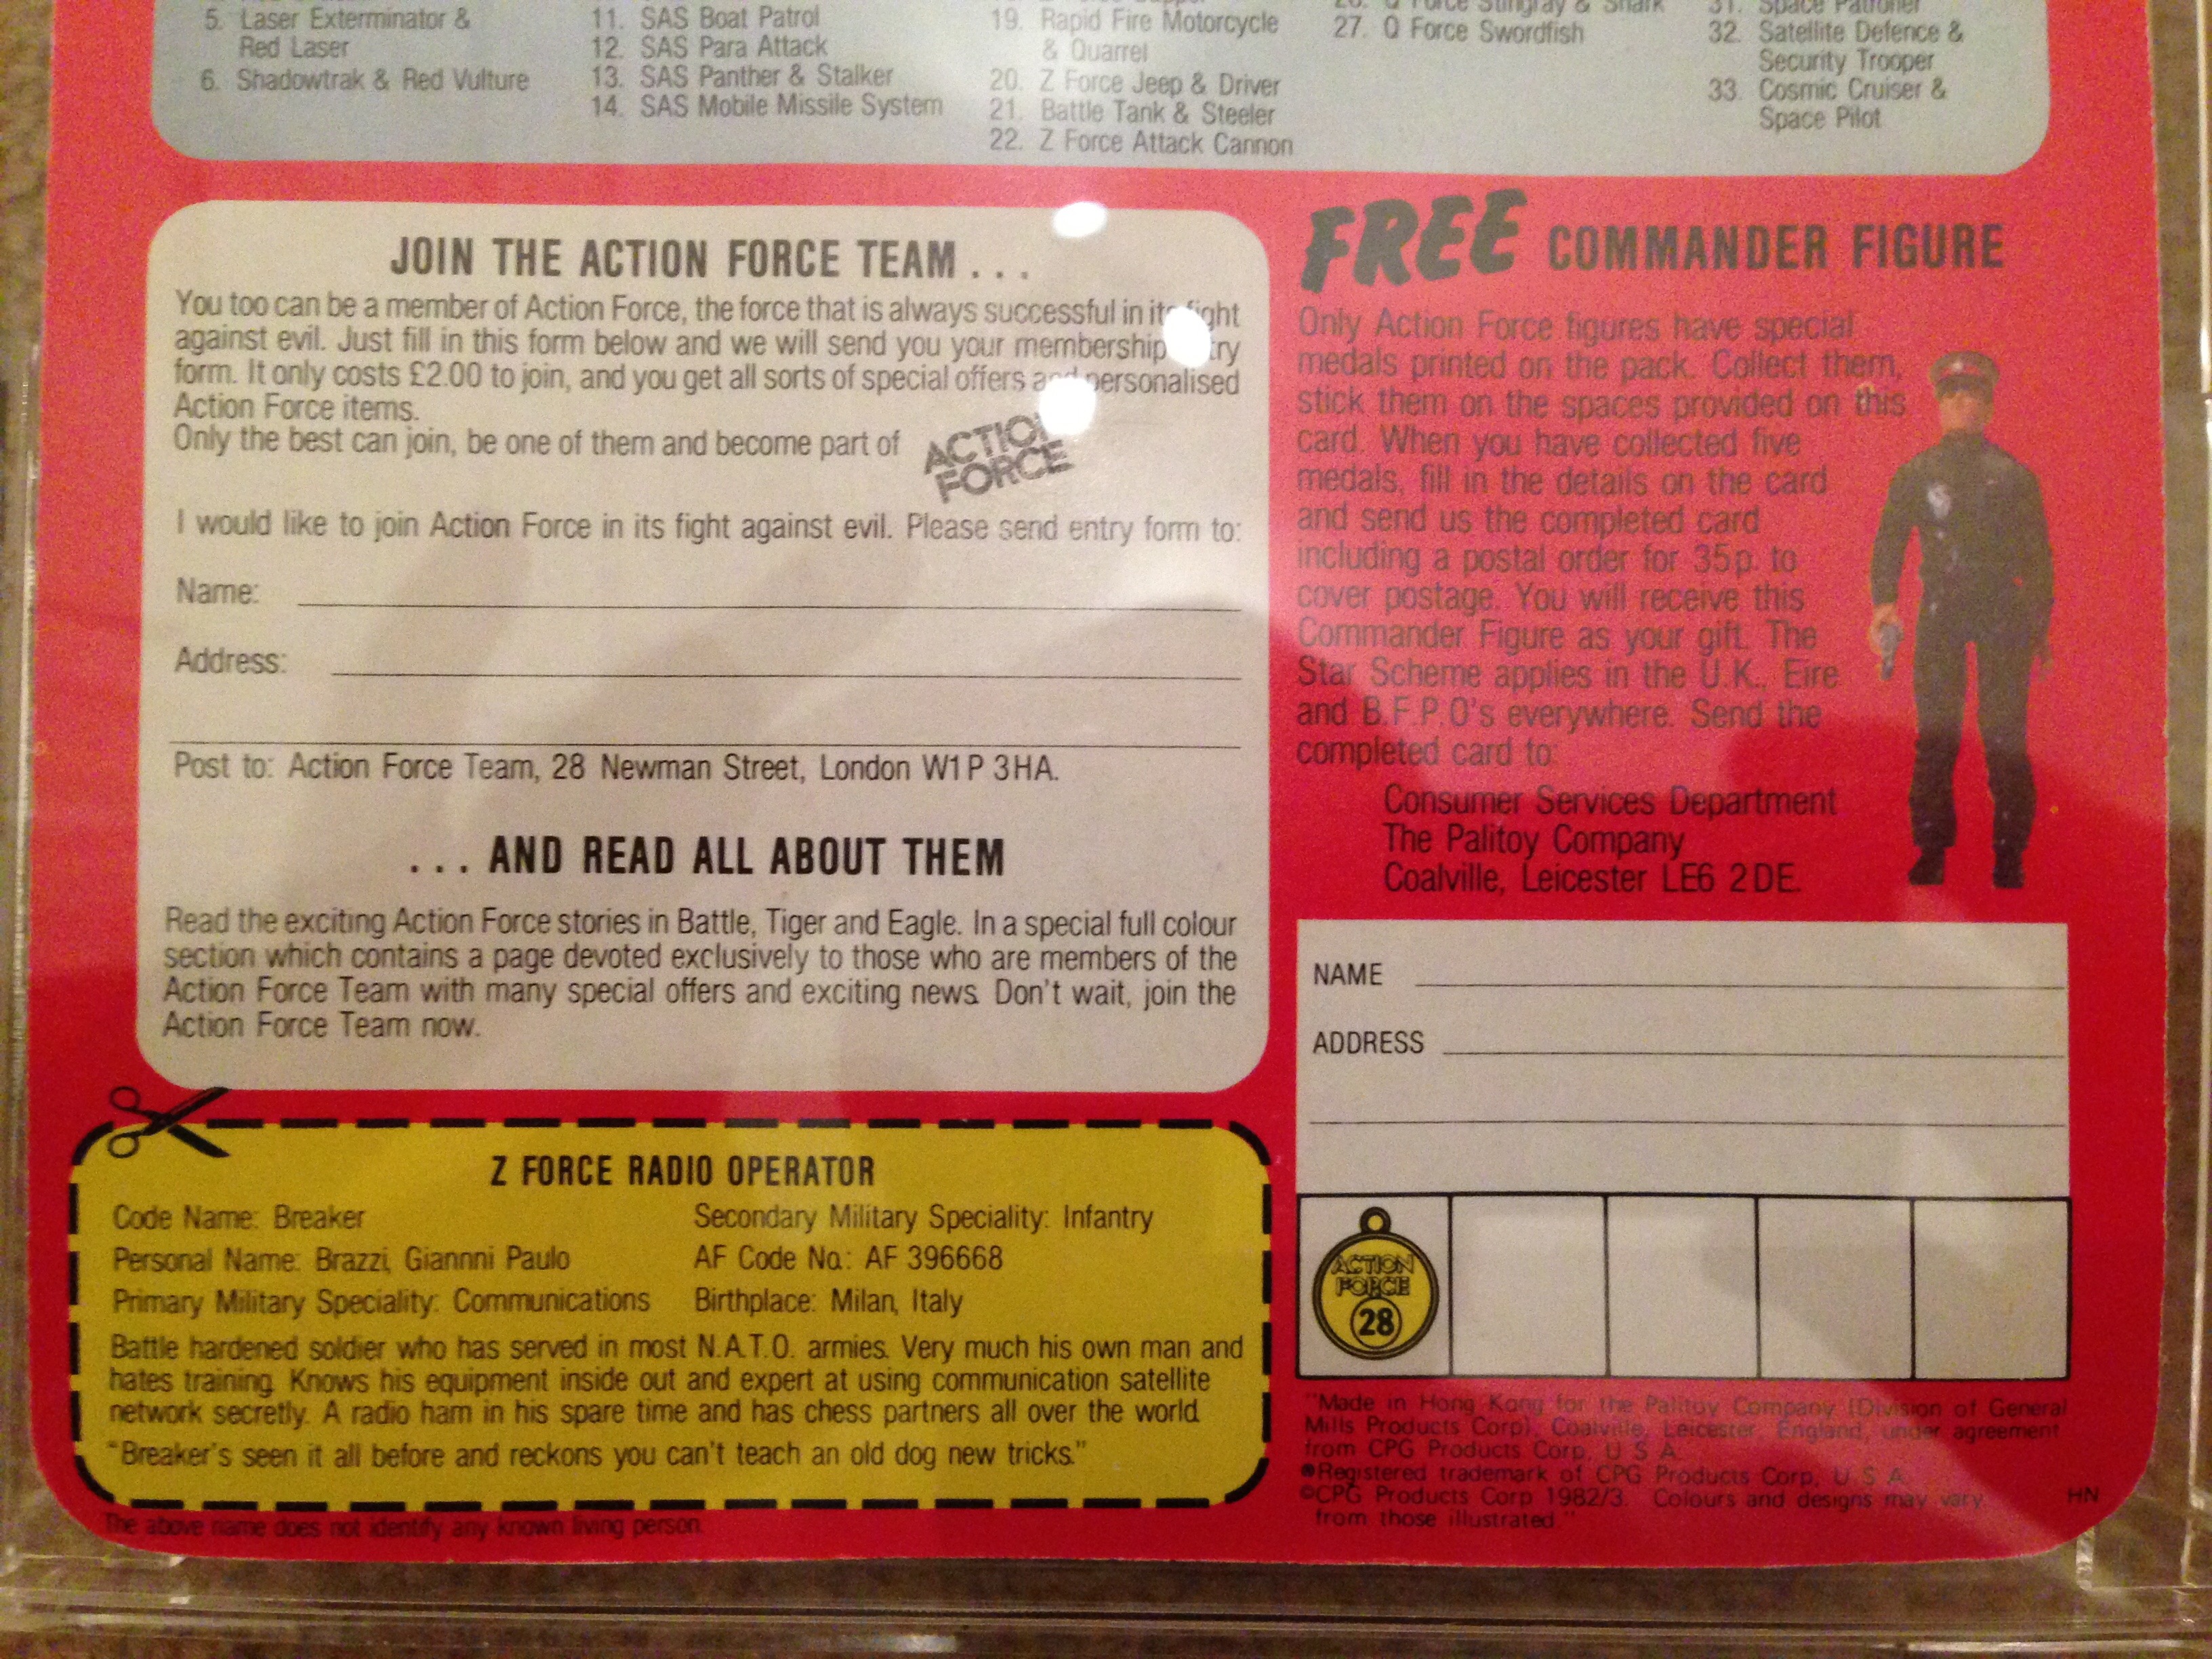 5. Laser Exterminator &
Red Laser
6. Shadowtrak & Red Vulture
11. SAS Boat Patrol
12. SAS Para Attack
13. SAS Panther & Stalker
14. SAS Mobile Missile System
19. Rapid Fire Motorcycle
& Quarrel
20. Z Force Jeep & Driver
21. Battle Tank & Steeler
22. Z Force Attack Cannon
26. Q Force Stingray & Shark
27. Q Force Swordfish
31. Space Patroller
32. Satellite Defence &
Security Trooper
33. Cosmic Cruiser &
Space Pilot
JOIN THE ACTION FORCE TEAM . . .
You too can be a member of Action Force, the force that is always successful in its fight
against evil. Just fill in this form below and we will send you your membership
form. It only costs £2.00 to join, and you get all sorts of special offers and personalised
Action Force items.
Only the best can join, be one of them and become part of ACTION
FORCE
I would like to join Action Force in its fight against evil. Please send entry form to:
Name:
Address:
Post to: Action Force Team, 28 Newman Street, London W1P 3HA.
. . . AND READ ALL ABOUT THEM
Read the exciting Action Force stories in Battle, Tiger and Eagle. In a special full colour
section which contains a page devoted exclusively to those who are members of the
Action Force Team with many special offers and exciting news. Don't wait, join the
Action Force Team now.
FREE COMMANDER FIGURE
Only Action Force figures have special
medals printed on the pack. Collect them,
stick them on the spaces provided on this
card. When you have collected five
medals, fill in the details on the card
and send us the completed card
including a postal order for 35p. to
cover postage. You will receive this
Commander Figure as your gift. The
Star Scheme applies in the U.K., Eire
and B.F.P.O's everywhere. Send the
completed card to:
Consumer Services Department
The Palitoy Company
Coalville, Leicester LE6 2DE.
NAME
ADDRESS
ACTION
FORCE
28
Z FORCE RADIO OPERATOR
Code Name: Breaker
Personal Name: Brazzi, Giannni Paulo
Primary Military Speciality: Communications
Secondary Military Speciality: Infantry
AF Code No.: AF 396668
Birthplace: Milan, Italy
Battle hardened soldier who has served in most N.A.T.O. armies. Very much his own man and
hates training. Knows his equipment inside out and expert at using communication satellite
network secretly. A radio ham in his spare time and has chess partners all over the world.
"Breaker's seen it all before and reckons you can't teach an old dog new tricks."
The above name does not identify any known living person.
"Made in Hong Kong for the Palitoy Company (Division of General
Mills Products Corp), Coalville, Leicester, England, under agreement
from CPG Products Corp, U.S.A.
®Registered trademark of CPG Products Corp, U.S.A.
©CPG Products Corp 1982/3. Colours and designs may vary
from those illustrated."
HN